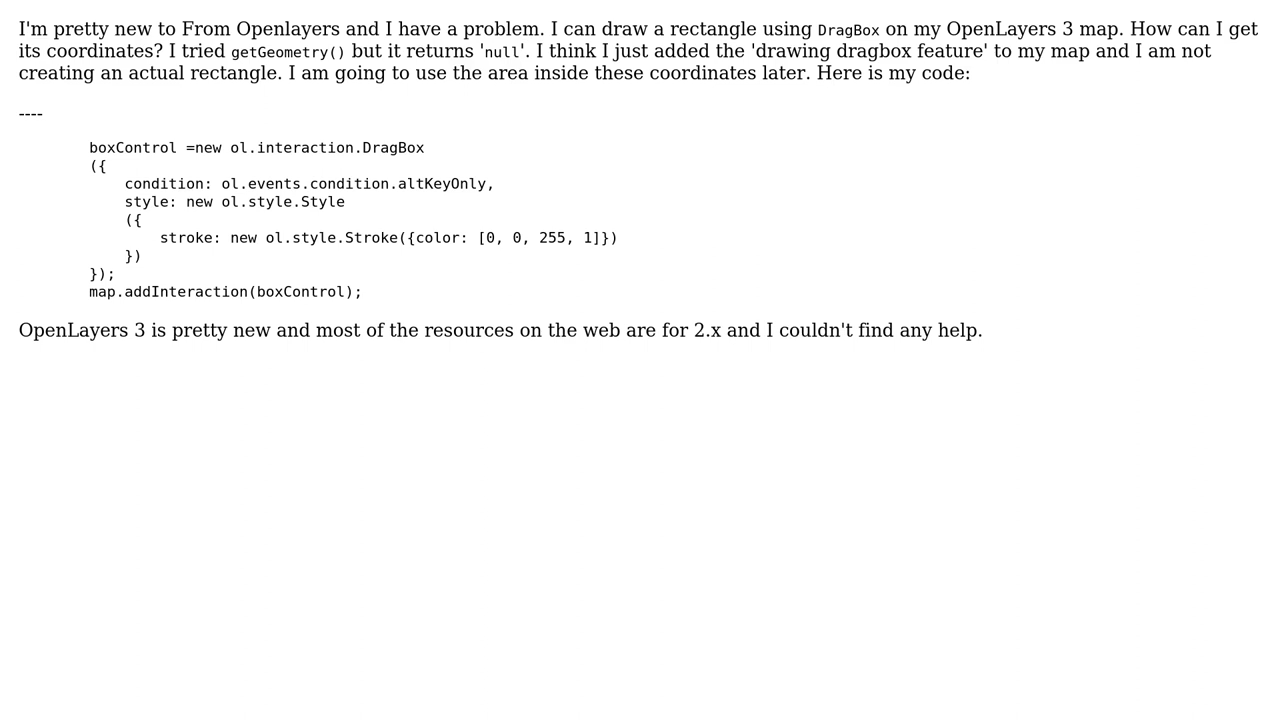 I'm pretty new to From Openlayers and I have a problem. I can draw a rectangle using DragBox on my OpenLayers 3 map. How can I get
its coordinates? I tried getGeometry() but it returns 'null'. I think I just added the 'drawing dragbox feature' to my map and I am not
creating an actual rectangle. I am going to use the area inside these coordinates later. Here is my code:
----
boxControl =new ol.interaction.DragBox
({
    condition: ol.events.condition.altKeyOnly,
    style: new ol.style.Style
    ({
        stroke: new ol.style.Stroke({color: [0, 0, 255, 1]})
    })
});
map.addInteraction(boxControl);
OpenLayers 3 is pretty new and most of the resources on the web are for 2.x and I couldn't find any help.